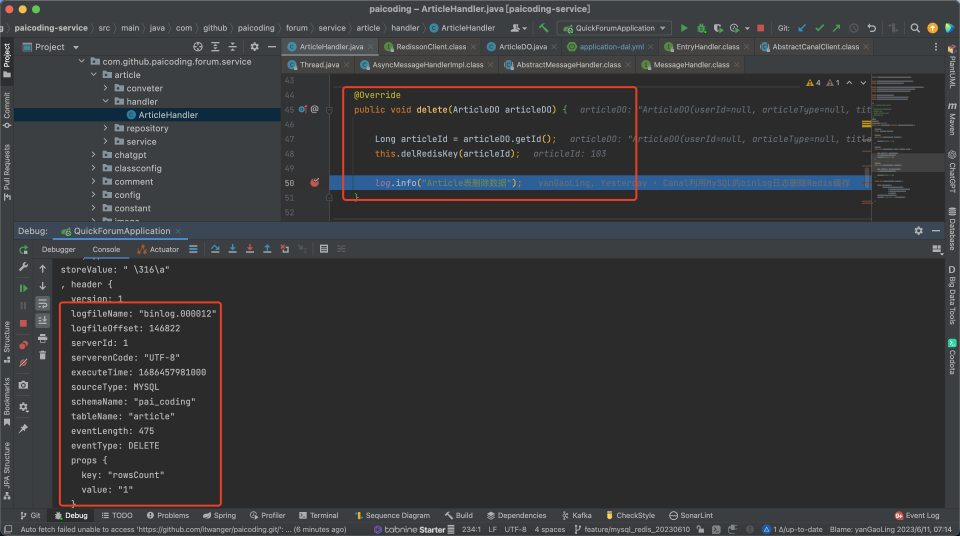 paicoding – ArticleHandler.java [paicoding-service]
paicoding-service › src › main › java › com › github › paicoding › forum › service › article › handler › ArticleHandler
QuickForumApplication
Git:
Project
ArticleHandler.java
RedissonClient.class
ArticleDO.java
application-dal.yml
EntryHandler.class
AbstractCanalClient.class
Thread.java
AsyncMessageHandlerImpl.class
AbstractMessageHandler.class
MessageHandler.class
com.github.paicoding.forum.service
article
conveter
handler
ArticleHandler
repository
service
chatgpt
classconfig
comment
config
constant
image
43
44 @Override
45 @ public void delete(ArticleDO articleDO) { articleDO: "ArticleDO(userId=null, articleType=null, tit
46
47 Long articleId = articleDO.getId(); articleDO: "ArticleDO(userId=null, articleType=null, title
48 this.delRedisKey(articleId); articleId: 103
49
50 log.info("Article表删除数据"); yanGaoLing, Yesterday • Canal利用MySQL的binlog日志删除Redis缓存
51 }
52
4 1
Project
Commit
Pull Requests
Structure
Bookmarks
JPA Structure
PlantUML
Maven
ChatGPT
Database
Big Data Tools
Codota
Debug: QuickForumApplication
Debugger Console Actuator
storeValue: " \316\a"
, header {
version: 1
logfileName: "binlog.000012"
logfileOffset: 146822
serverId: 1
serverenCode: "UTF-8"
executeTime: 1686457981000
sourceType: MYSQL
schemaName: "pai_coding"
tableName: "article"
eventLength: 475
eventType: DELETE
props {
key: "rowsCount"
value: "1"
}
Git Debug TODO Problems Spring Profiler Terminal Sequence Diagram Build Dependencies Kafka CheckStyle SonarLint Event Log
Auto fetch failed unable to access 'https://github.com/itwanger/paicoding.git/': ... (6 minutes ago) tabnine Starter 234:1 LF UTF-8 4 spaces feature/mysql_redis_20230610 1 Δ/up-to-date Blame: yanGaoLing 2023/6/11, 07:14